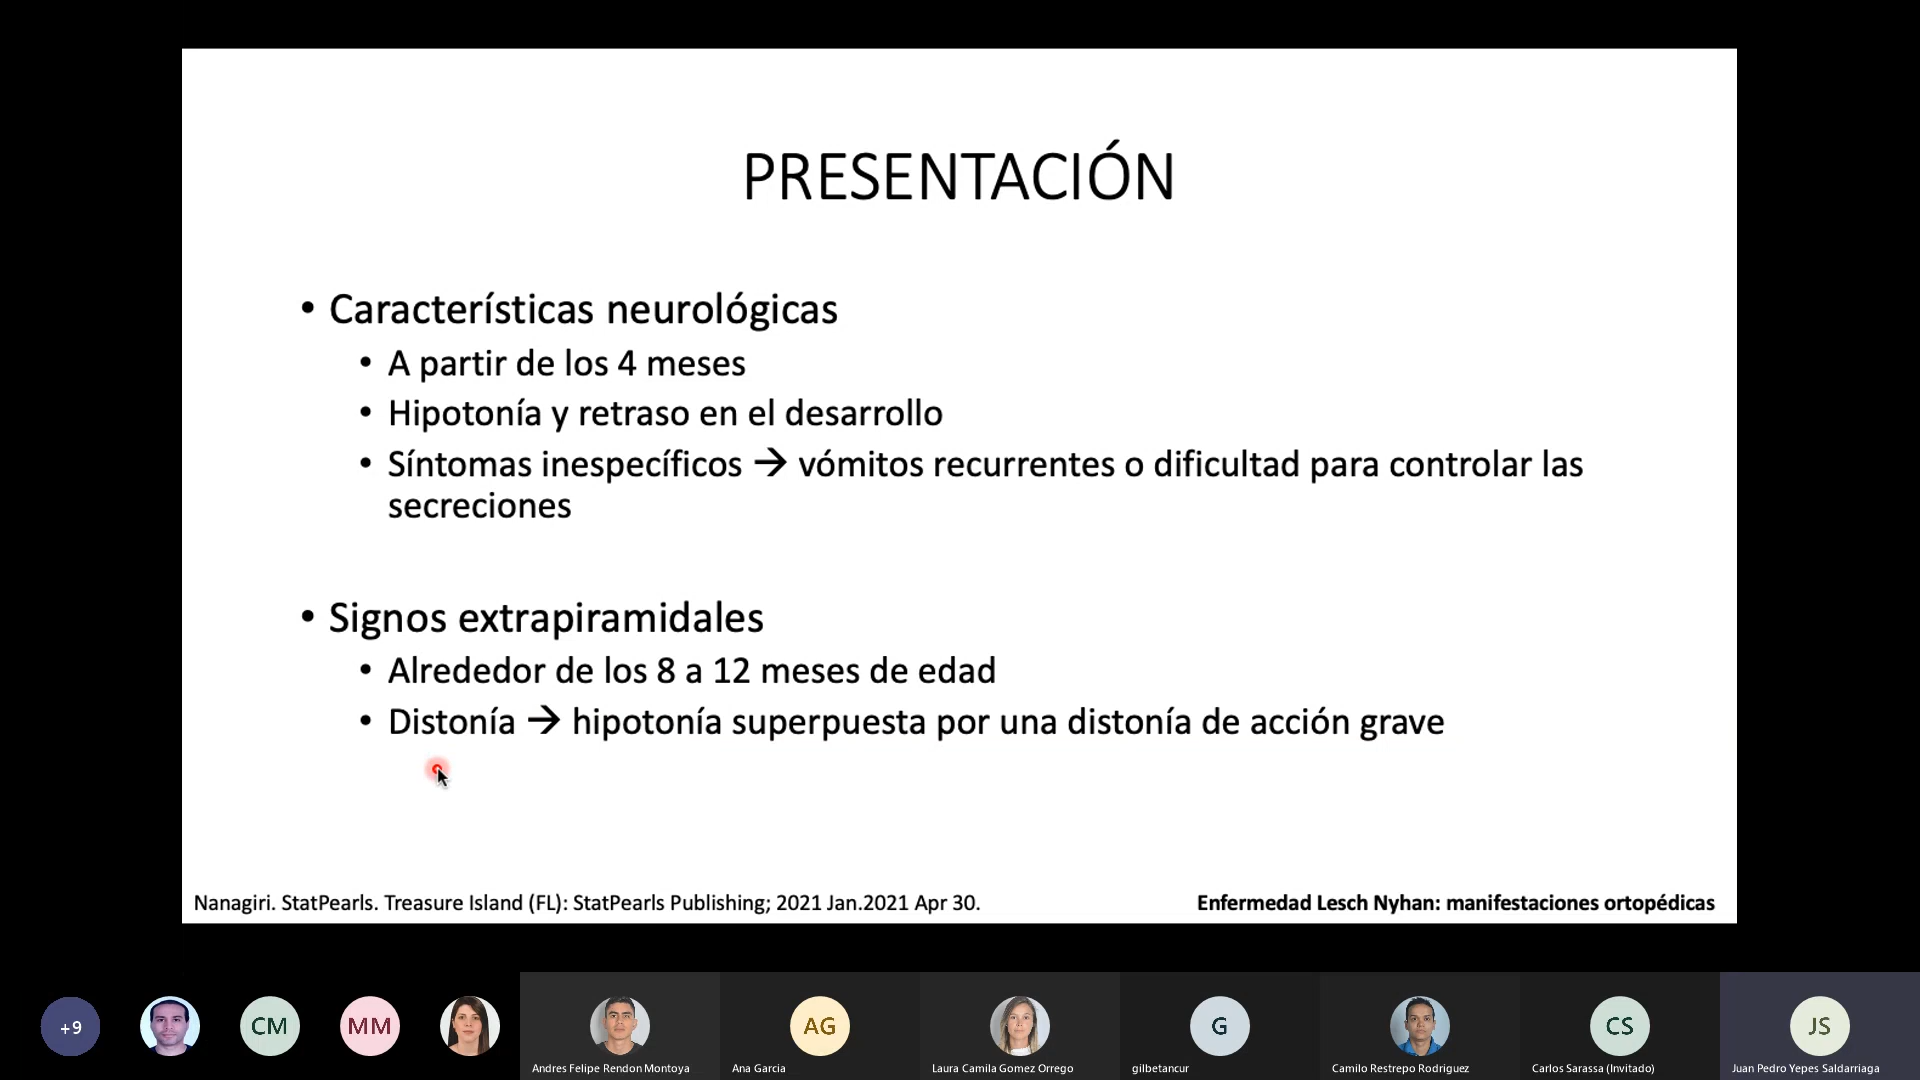 PRESENTACIÓN
• Características neurológicas
• A partir de los 4 meses
• Hipotonía y retraso en el desarrollo
• Síntomas inespecíficos → vómitos recurrentes o dificultad para controlar las
secreciones
• Signos extrapiramidales
• Alrededor de los 8 a 12 meses de edad
• Distonía → hipotonía superpuesta por una distonía de acción grave
Nanagiri. StatPearls. Treasure Island (FL): StatPearls Publishing; 2021 Jan.2021 Apr 30.
Enfermedad Lesch Nyhan: manifestaciones ortopédicas
+9
CM
MM
AG
G
CS
JS
Andres Felipe Rendon Montoya
Ana Garcia
Laura Camila Gomez Orrego
gilbetancur
Camilo Restrepo Rodriguez
Carlos Sarassa (Invitado)
Juan Pedro Yepes Saldarriaga